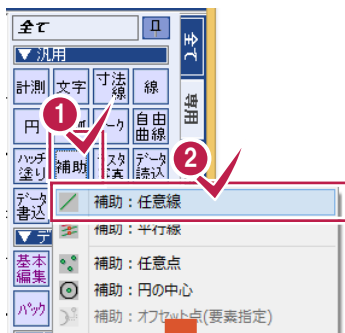 全て
▼ 汎用
計測 文字 寸法線 線
円 ーク 自由曲線
ハッチ塗り 補助 データ読込
データ書込
1
2
補助：任意線
補助：平行線
補助：任意点
補助：円の中心
補助：オフセット点(要素指定)
基本編集
パック
全て
専用